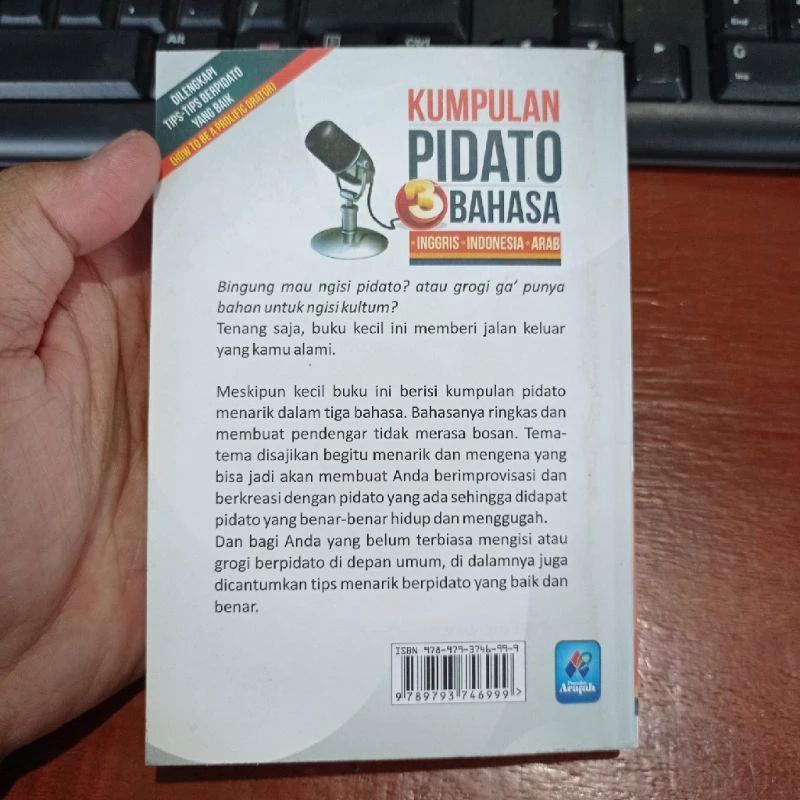 DILENGKAPI
TIPS-TIPS BERPIDATO
YANG BAIK
(HOW TO BE A PROLIFIC ORATOR)
KUMPULAN
PIDATO
3 BAHASA
• INGGRIS • INDONESIA • ARAB
Bingung mau ngisi pidato? atau grogi ga' punya
bahan untuk ngisi kultum?
Tenang saja, buku kecil ini memberi jalan keluar
yang kamu alami.
Meskipun kecil buku ini berisi kumpulan pidato
menarik dalam tiga bahasa. Bahasanya ringkas dan
membuat pendengar tidak merasa bosan. Tema-
tema disajikan begitu menarik dan mengena yang
bisa jadi akan membuat Anda berimprovisasi dan
berkreasi dengan pidato yang ada sehingga didapat
pidato yang benar-benar hidup dan menggugah.
Dan bagi Anda yang belum terbiasa mengisi atau
grogi berpidato di depan umum, di dalamnya juga
dicantumkan tips menarik berpidato yang baik dan
benar.
ISBN 978-979-3746-99-9
9 789793 746999 >
Pustaka
Arafah